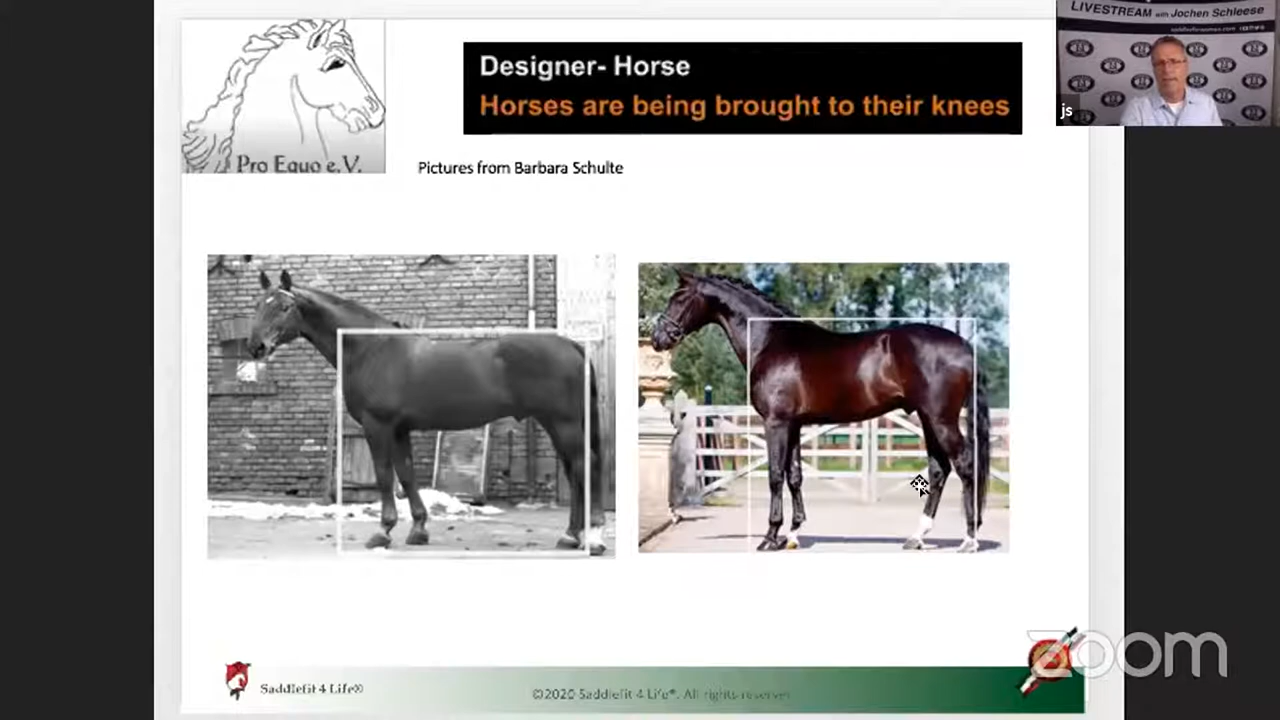 LIVESTREAM with Jochen Schleese
js
Designer- Horse
Horses are being brought to their knees
Pro Equo e.V.
Pictures from Barbara Schulte
zoom
Saddlefit 4 Life®
©2020 Saddlefit 4 Life®. All rights reserved